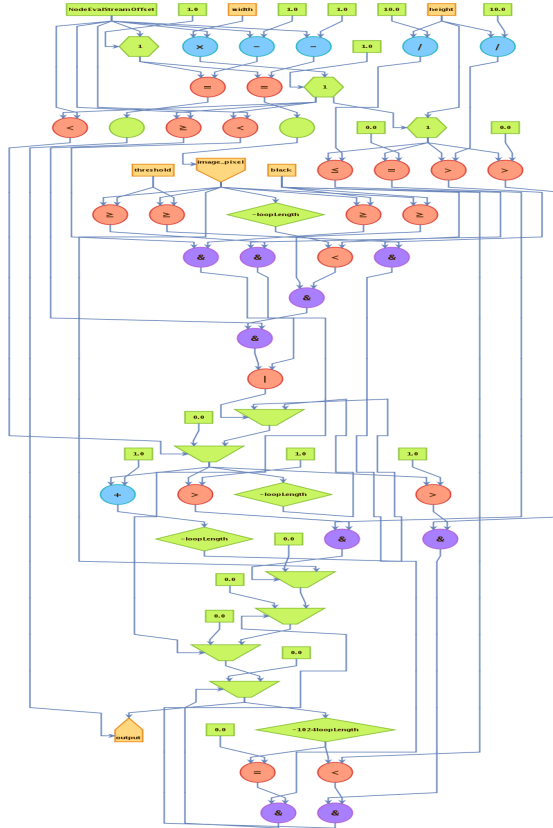 NodeEvalStreamOffset 1.0 width 1.0 1.0 10.0 height 10.0
1 × − − 1.0 / /
= = 1
< ≥ < 0.0 1 0.0
threshold image_pixel black ≤ = > >
≥ ≥ -loopLength ≥ ≥
& & < &
&
&
|
0.0
1.0 1.0 1.0
+ > -loopLength >
-loopLength & 0.0 &
0.0
0.0
0.0
output 0.0 -1024loopLength
= <
& &